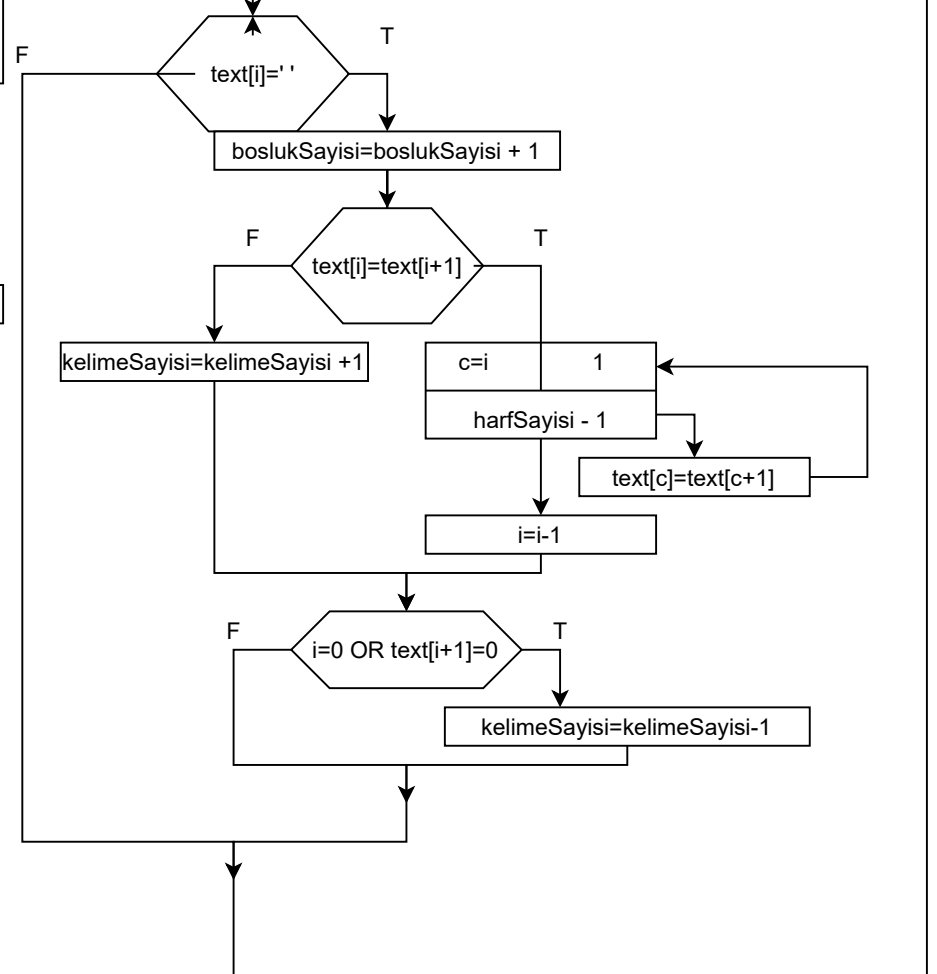 T
F
text[i]=' '
boslukSayisi=boslukSayisi + 1
F
T
text[i]=text[i+1]
kelimeSayisi=kelimeSayisi +1
c=i
1
harfSayisi - 1
text[c]=text[c+1]
i=i-1
F
T
i=0 OR text[i+1]=0
kelimeSayisi=kelimeSayisi-1